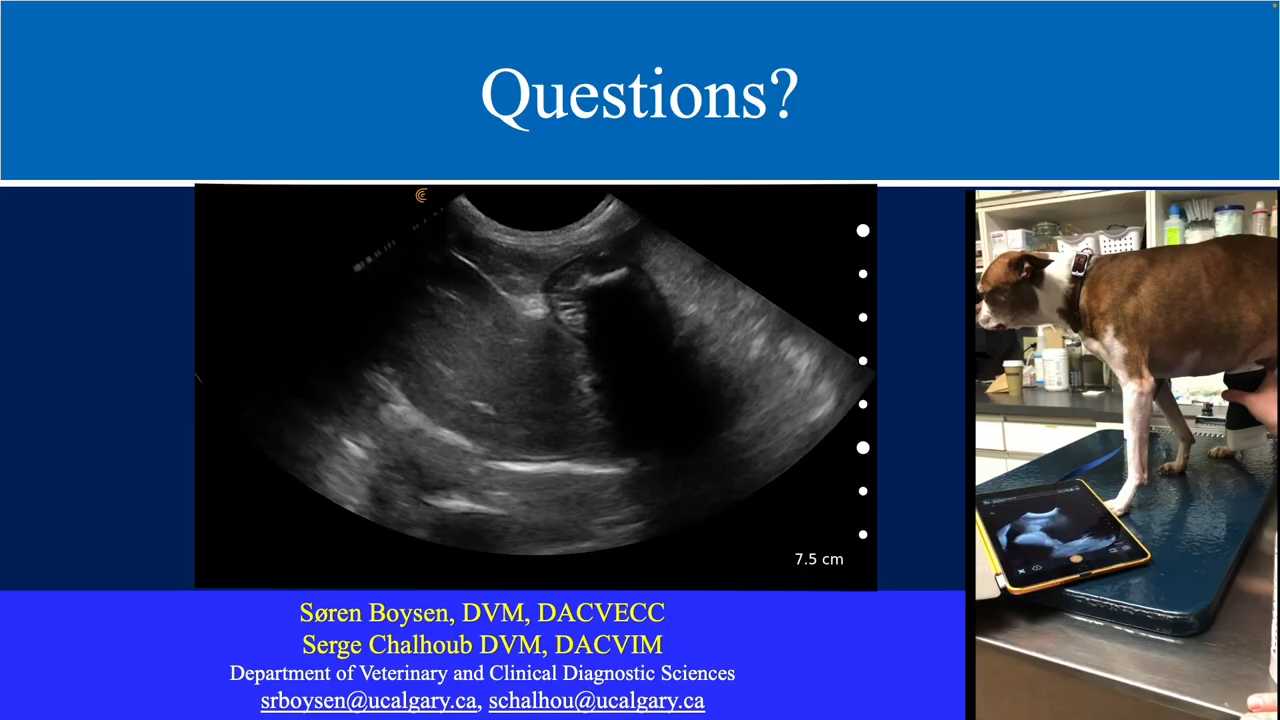 Questions?
7.5 cm
Søren Boysen, DVM, DACVECC
Serge Chalhoub DVM, DACVIM
Department of Veterinary and Clinical Diagnostic Sciences
srboysen@ucalgary.ca, schalhou@ucalgary.ca